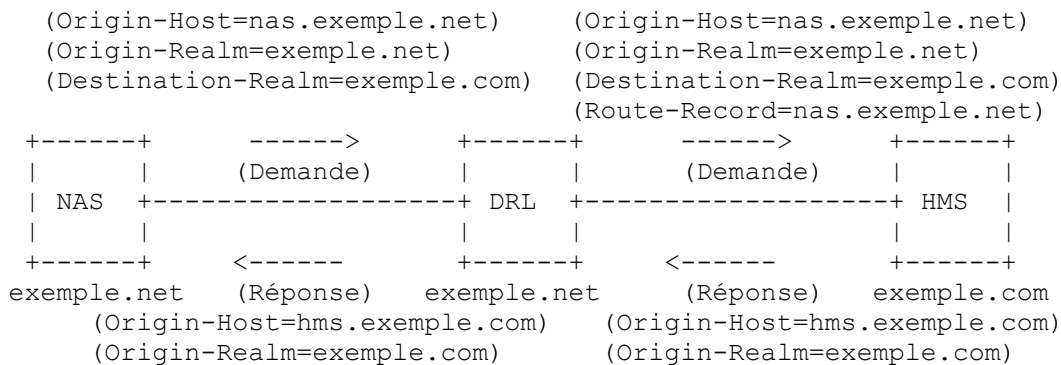 (Origin-Host=nas.exemple.net) (Origin-Host=nas.exemple.net)
(Origin-Realm=exemple.net) (Origin-Realm=exemple.net)
(Destination-Realm=exemple.com) (Destination-Realm=exemple.com)
(Route-Record=nas.exemple.net)
+------+ ------> +------+ ------> +------+
| | (Demande) | | (Demande) | |
| NAS +-------------------+ DRL +-------------------+ HMS |
| | | | | |
+------+ <------ +------+ <------ +------+
exemple.net (Réponse) exemple.net (Réponse) exemple.com
(Origin-Host=hms.exemple.com) (Origin-Host=hms.exemple.com)
(Origin-Realm=exemple.com) (Origin-Realm=exemple.com)